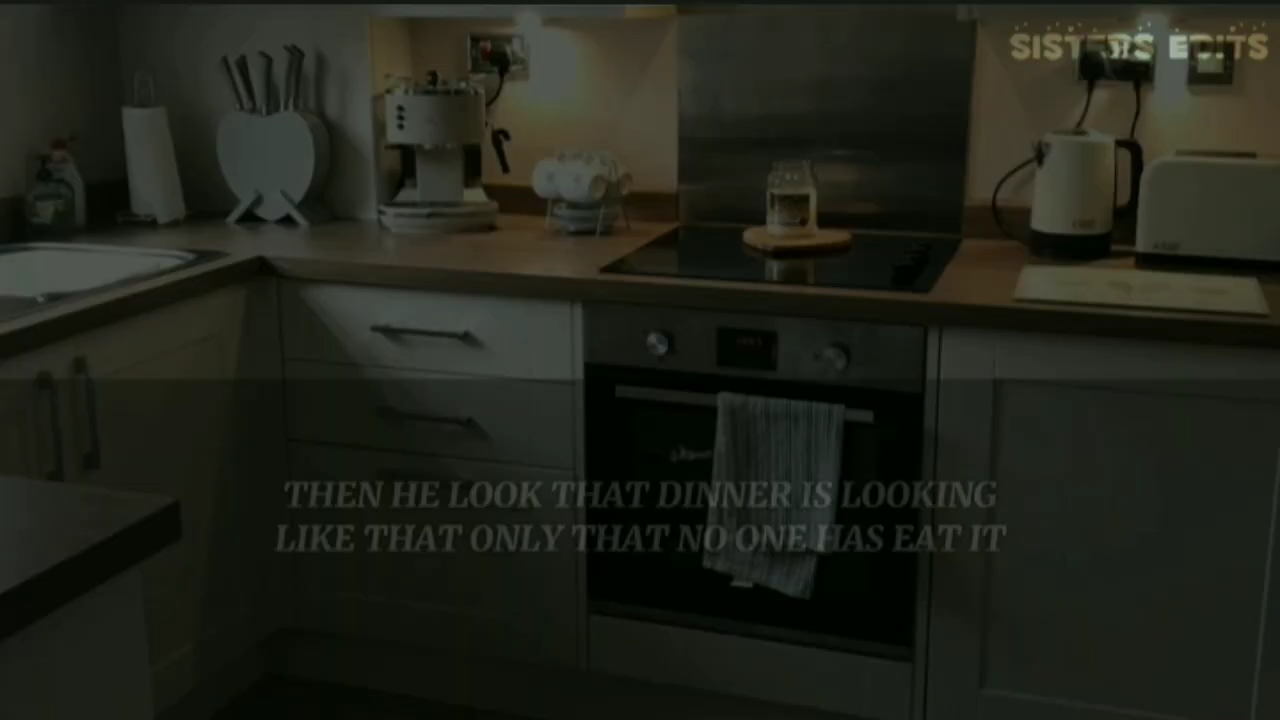 SISTERS EDITS
THEN HE LOOK THAT DINNER IS LOOKING
LIKE THAT ONLY THAT NO ONE HAS EAT IT